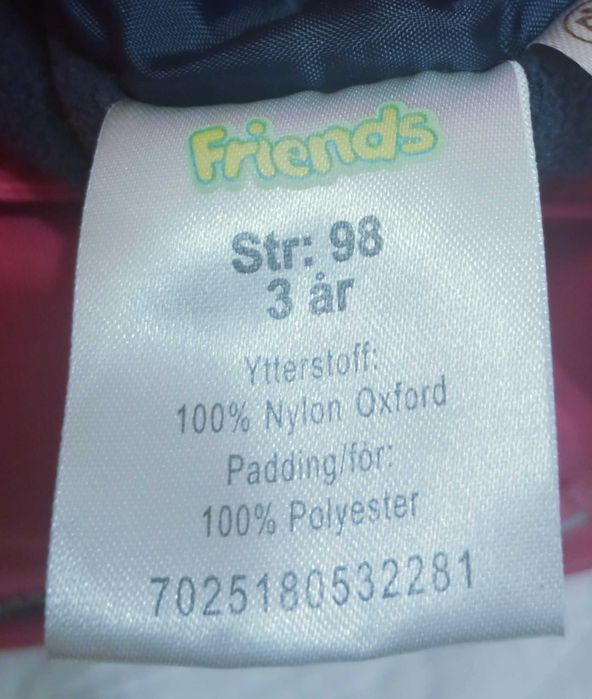 Friends
Str: 98
3 år
Ytterstoff:
100% Nylon Oxford
Padding/fôr:
100% Polyester
7025180532281